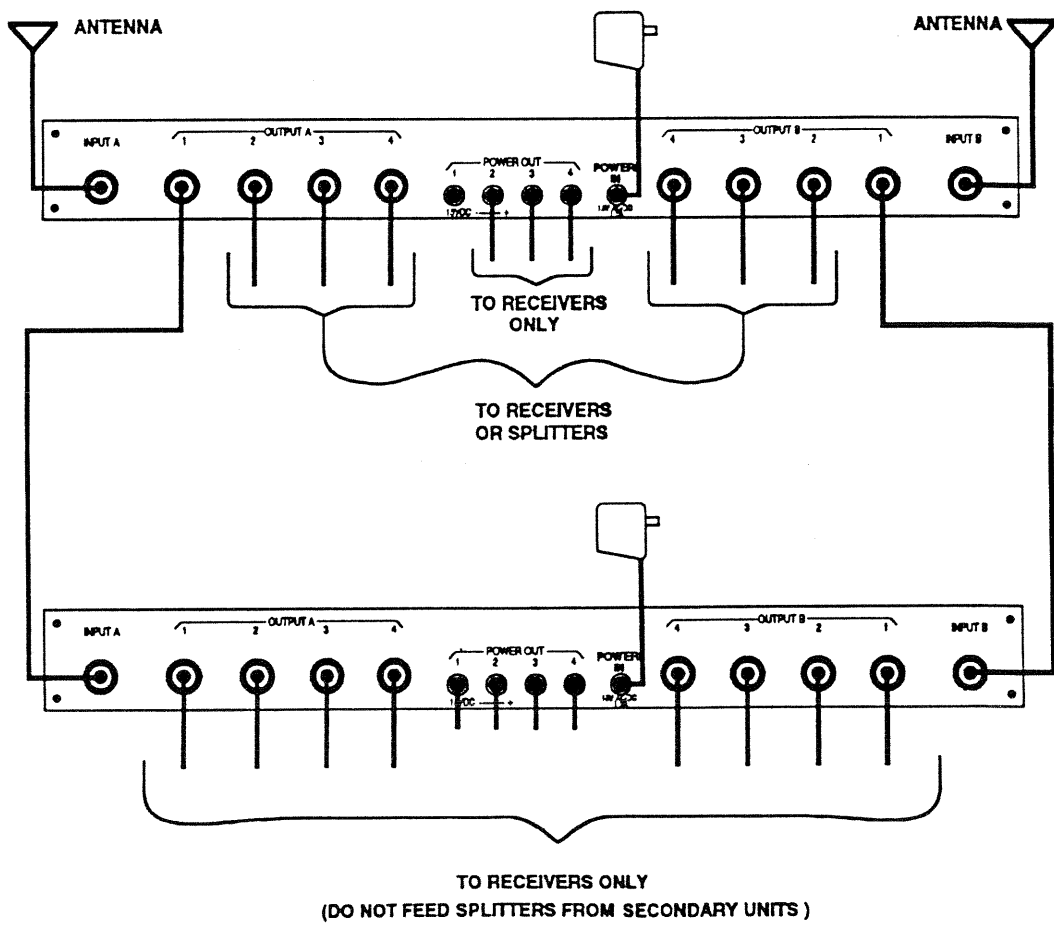 ANTENNA
ANTENNA
INPUT A
OUTPUT A
1 2 3 4
POWER OUT
1 2 3 4
POWER
IN
OUTPUT B
4 3 2 1
INPUT B
TO RECEIVERS
ONLY
TO RECEIVERS
OR SPLITTERS
INPUT A
OUTPUT A
1 2 3 4
POWER OUT
1 2 3 4
POWER
IN
OUTPUT B
4 3 2 1
INPUT B
TO RECEIVERS ONLY
(DO NOT FEED SPLITTERS FROM SECONDARY UNITS )